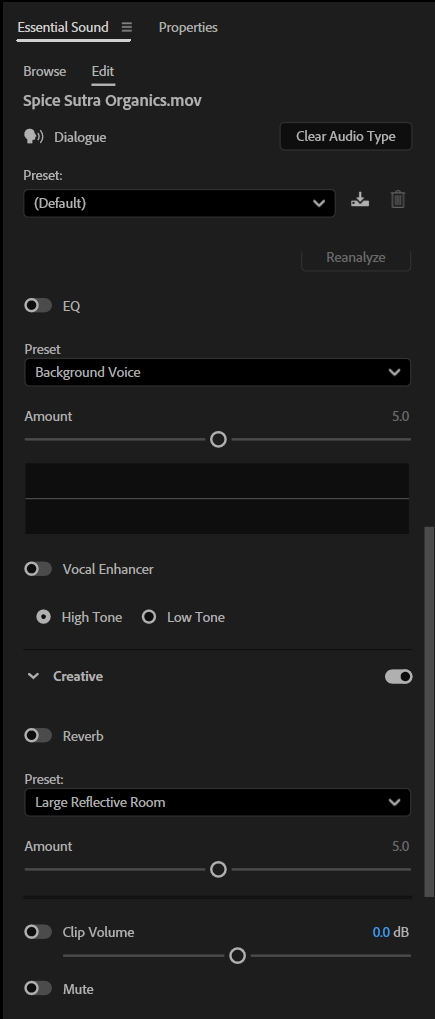 Essential Sound Properties
Browse Edit
Spice Sutra Organics.mov
Dialogue Clear Audio Type
Preset:
(Default)
Reanalyze
EQ
Preset
Background Voice
Amount 5.0
Vocal Enhancer
High Tone Low Tone
Creative
Reverb
Preset:
Large Reflective Room
Amount 5.0
Clip Volume 0.0 dB
Mute